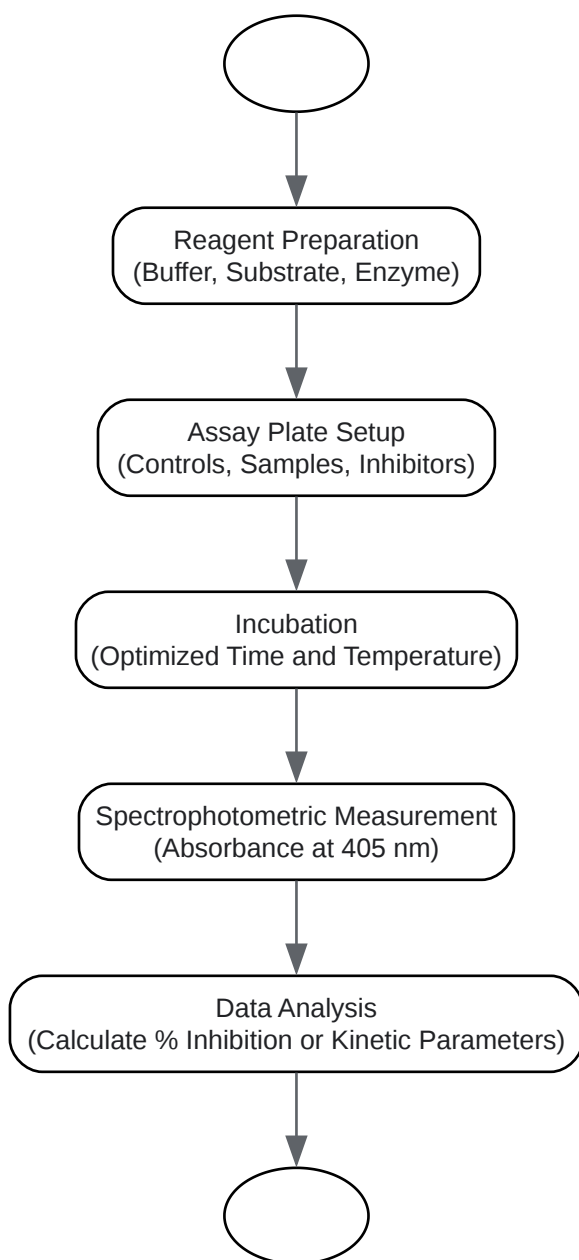 Reagent Preparation
(Buffer, Substrate, Enzyme)
Assay Plate Setup
(Controls, Samples, Inhibitors)
Incubation
(Optimized Time and Temperature)
Spectrophotometric Measurement
(Absorbance at 405 nm)
Data Analysis
(Calculate % Inhibition or Kinetic Parameters)